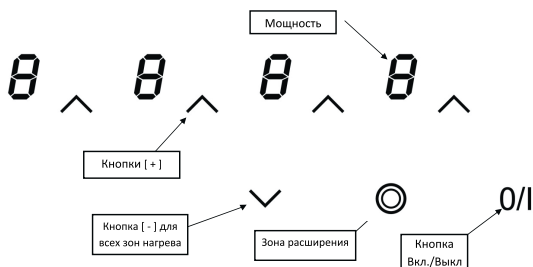 Мощность
8 8 8 8
Кнопки [ + ]
Кнопка [ - ] для
всех зон нагрева
Зона расширения
0/I
Кнопка
Вкл./Выкл